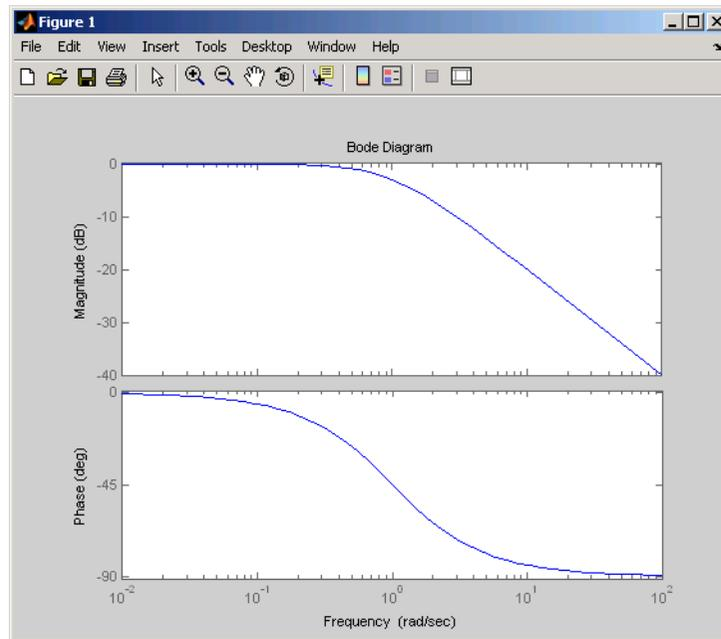 Figure 1
File Edit View Insert Tools Desktop Window Help
Bode Diagram
Magnitude (dB)
0
-10
-20
-30
-40
Phase (deg)
0
-45
-90
10^-2 10^-1 10^0 10^1 10^2
Frequency (rad/sec)